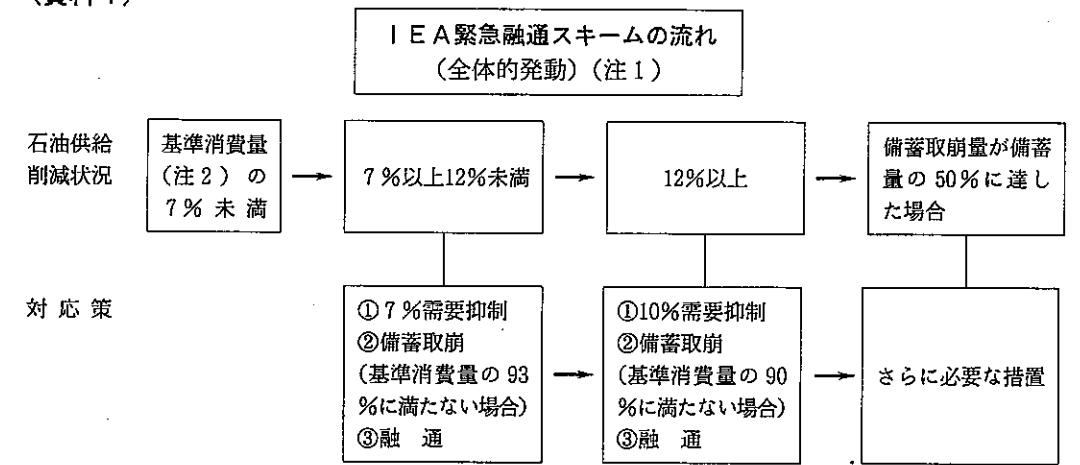 IEA緊急融通スキームの流れ
(全体的発動)(注1)
石油供給
削減状況
基準消費量
(注2)の
7%未満
7%以上12%未満
12%以上
備蓄取崩量が備蓄
量の50%に達し
た場合
対応策
①7%需要抑制
②備蓄取崩
(基準消費量の93
%に満たない場合)
③融 通
①10%需要抑制
②備蓄取崩
(基準消費量の90
%に満たない場合)
③融 通
さらに必要な措置